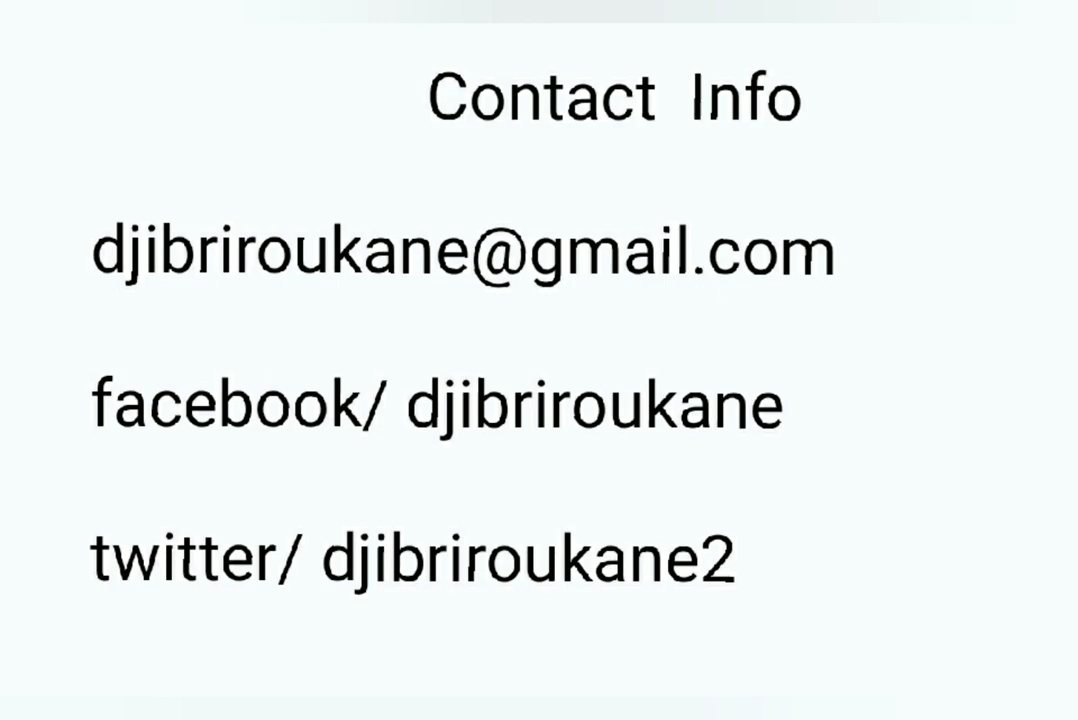 Contact Info
djibriroukane@gmail.com
facebook/ djibriroukane
twitter/ djibriroukane2